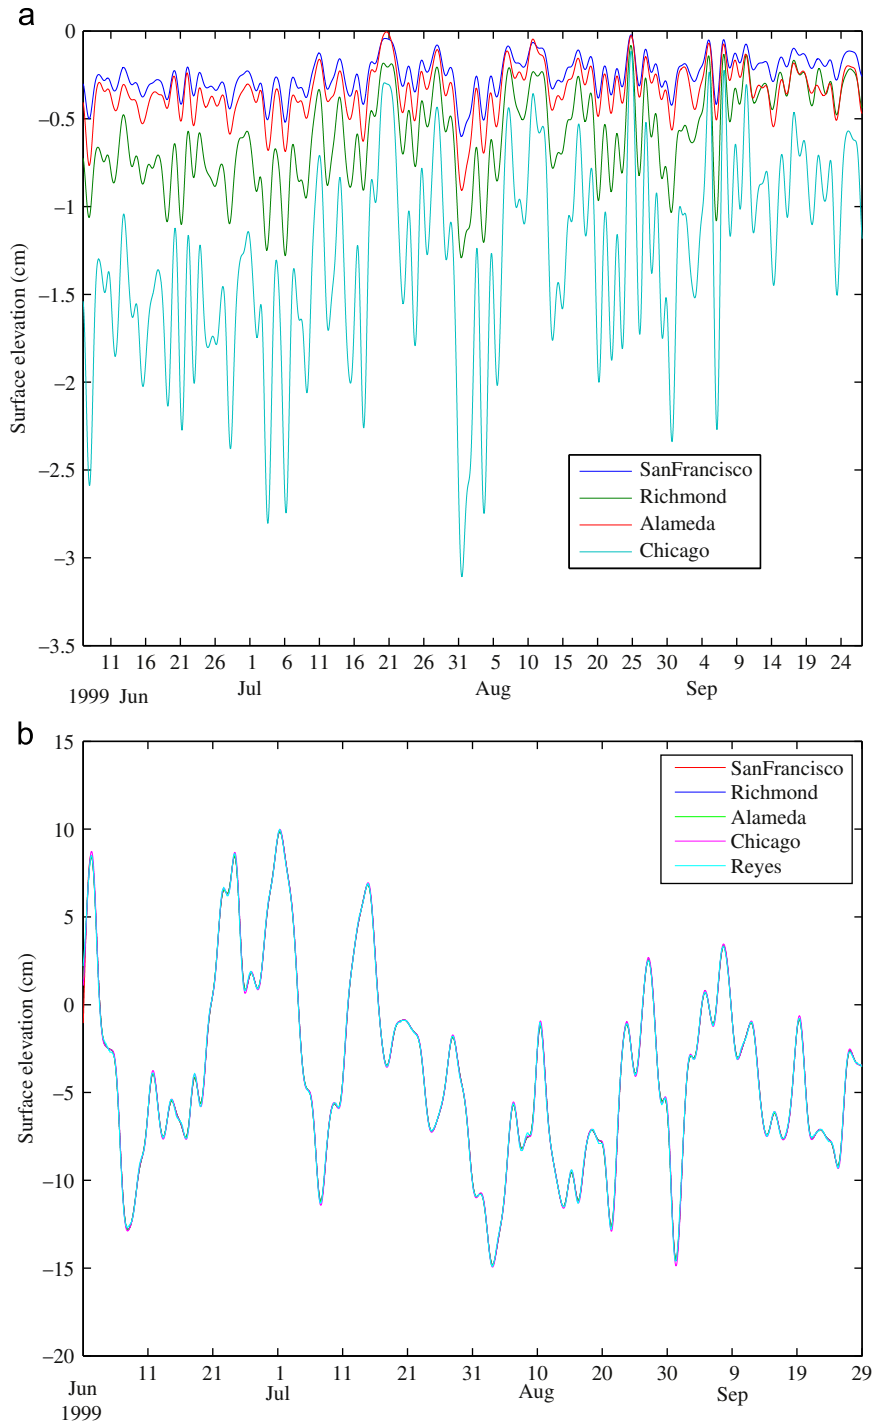 a
0
−0.5
−1
−1.5
−2
−2.5
−3
−3.5
Surface elevation (cm)
SanFrancisco
Richmond
Alameda
Chicago
11 16 21 26 1 6 11 16 21 26 31 5 10 15 20 25 30 4 9 14 19 24
1999 Jun Jul Aug Sep
b
15
10
5
0
−5
−10
−15
−20
Surface elevation (cm)
SanFrancisco
Richmond
Alameda
Chicago
Reyes
11 21 1 11 21 31 10 20 30 9 19 29
Jun Jul Aug Sep
1999